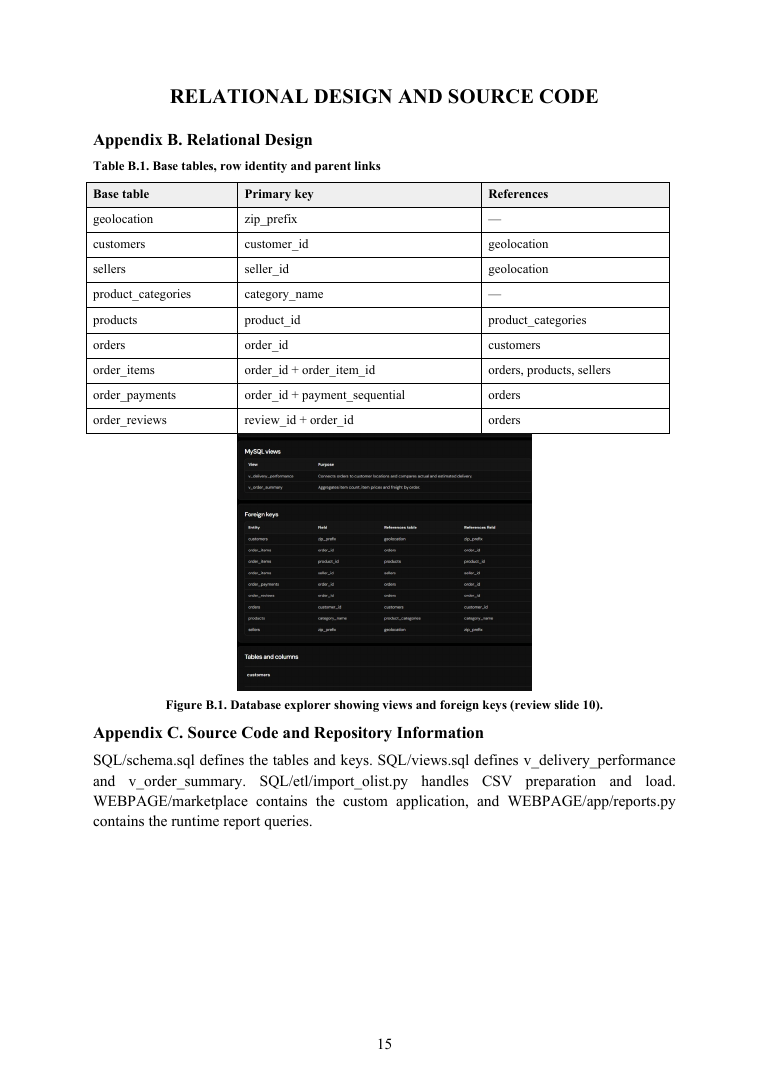 RELATIONAL DESIGN AND SOURCE CODE
Appendix B. Relational Design
Table B.1. Base tables, row identity and parent links
Base table Primary key References
geolocation zip_prefix —
customers customer_id geolocation
sellers seller_id geolocation
product_categories category_name —
products product_id product_categories
orders order_id customers
order_items order_id + order_item_id orders, products, sellers
order_payments order_id + payment_sequential orders
order_reviews review_id + order_id orders
MySQL views
View Purpose
v_delivery_performance Connects orders to customer locations and compares actual and estimated delivery.
v_order_summary Aggregates item count, item prices and freight by order.
Foreign keys
Entity Field References table References field
customers zip_prefix geolocation zip_prefix
order_items order_id orders order_id
order_items product_id products product_id
order_items seller_id sellers seller_id
order_payments order_id orders order_id
order_reviews order_id orders order_id
orders customer_id customers customer_id
products category_name product_categories category_name
sellers zip_prefix geolocation zip_prefix
Tables and columns
customers
Figure B.1. Database explorer showing views and foreign keys (review slide 10).
Appendix C. Source Code and Repository Information
SQL/schema.sql defines the tables and keys. SQL/views.sql defines v_delivery_performance
and v_order_summary. SQL/etl/import_olist.py handles CSV preparation and load.
WEBPAGE/marketplace contains the custom application, and WEBPAGE/app/reports.py
contains the runtime report queries.
15